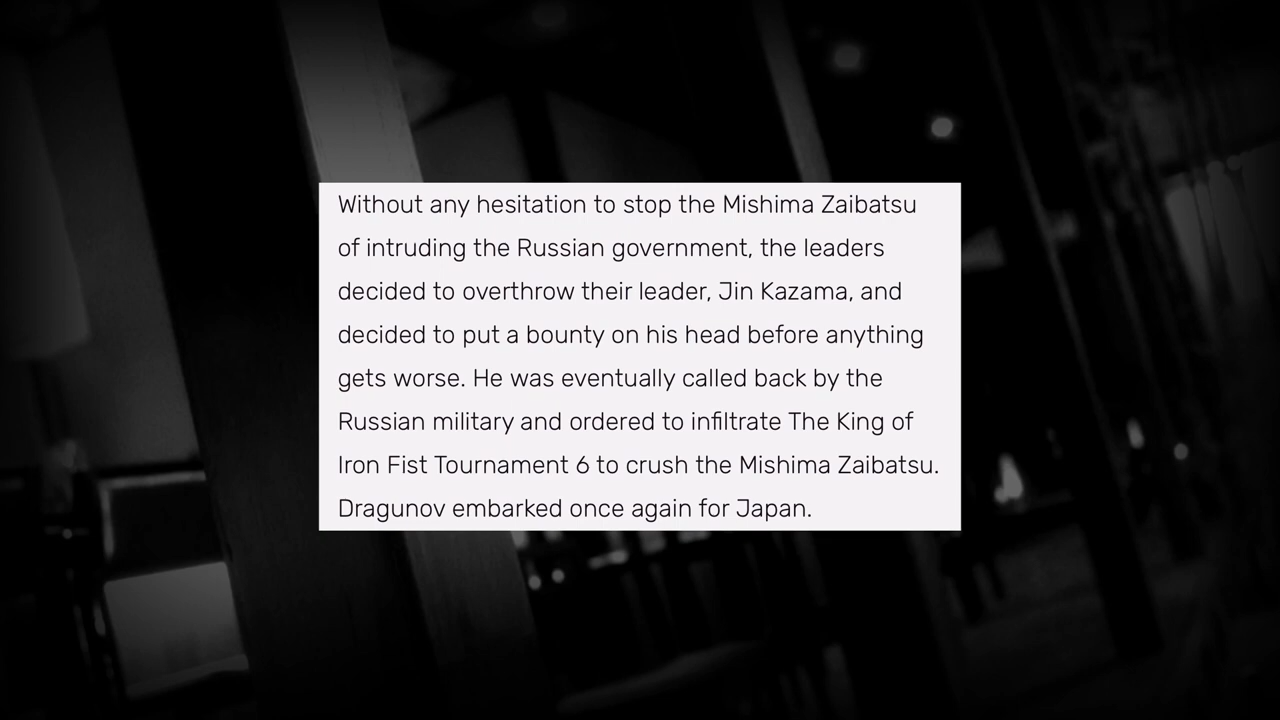 Without any hesitation to stop the Mishima Zaibatsu
of intruding the Russian government, the leaders
decided to overthrow their leader, Jin Kazama, and
decided to put a bounty on his head before anything
gets worse. He was eventually called back by the
Russian military and ordered to infiltrate The King of
Iron Fist Tournament 6 to crush the Mishima Zaibatsu.
Dragunov embarked once again for Japan.